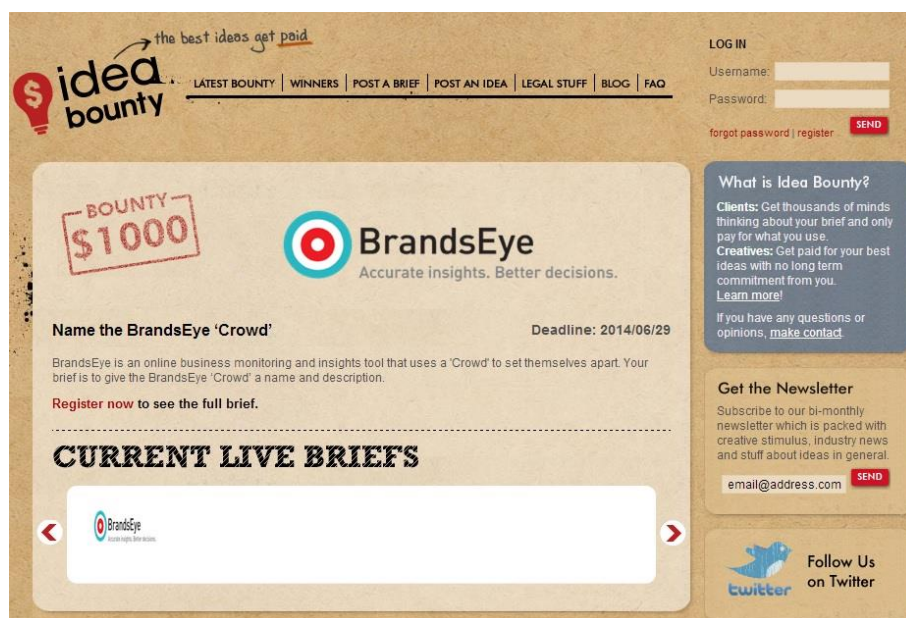 the best ideas get paid
idea
bounty
LATEST BOUNTY | WINNERS | POST A BRIEF | POST AN IDEA | LEGAL STUFF | BLOG | FAQ
LOG IN
Username:
Password:
forgot password | register
SEND
BOUNTY
$1000
BrandsEye
Accurate insights. Better decisions.
Name the BrandsEye ‘Crowd’
Deadline: 2014/06/29
BrandsEye is an online business monitoring and insights tool that uses a 'Crowd' to set themselves apart. Your
brief is to give the BrandsEye 'Crowd' a name and description.
Register now to see the full brief.
CURRENT LIVE BRIEFS
BrandsEye
Accurate insights. Better decisions.
What is Idea Bounty?
Clients: Get thousands of minds
thinking about your brief and only
pay for what you use.
Creatives: Get paid for your best
ideas with no long term
commitment from you.
Learn more!
If you have any questions or
opinions, make contact.
Get the Newsletter
Subscribe to our bi-monthly
newsletter which is packed with
creative stimulus, industry news
and stuff about ideas in general.
email@address.com
SEND
twitter
Follow Us
on Twitter